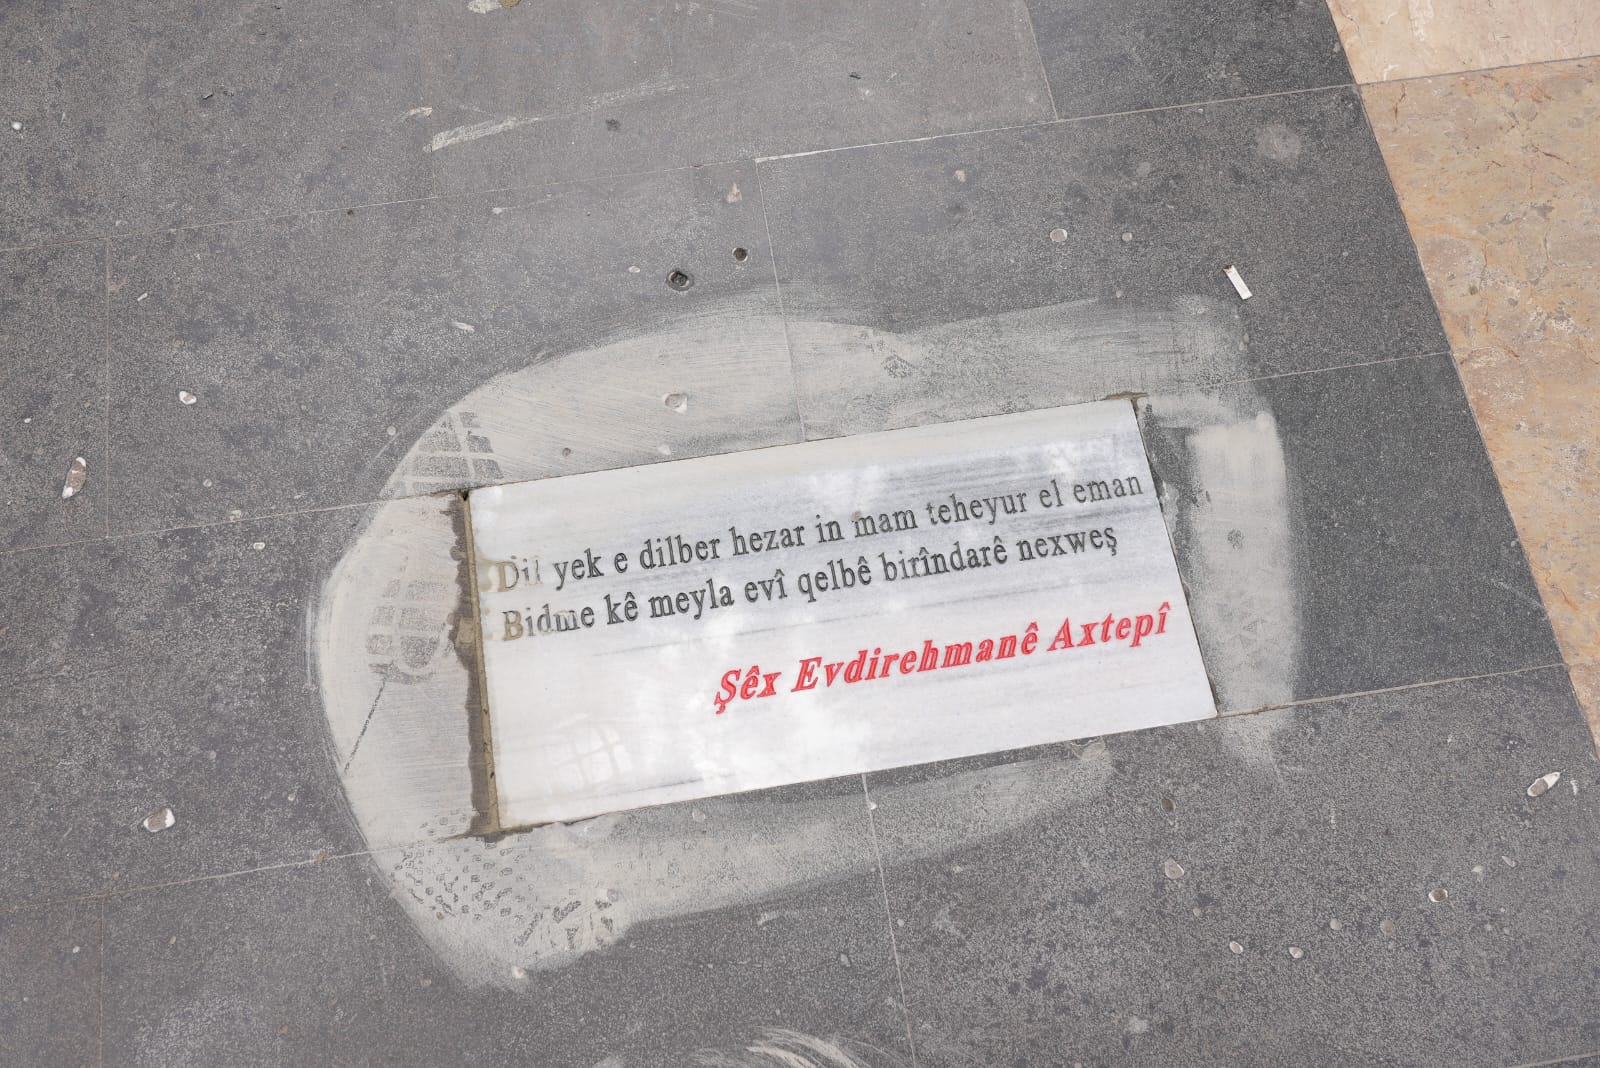 Dil yek e dilber hezar in mam teheyur el eman
Bidme kê meyla evî qelbê birîndarê nexweş
Şêx Evdirehmanê Axtepî